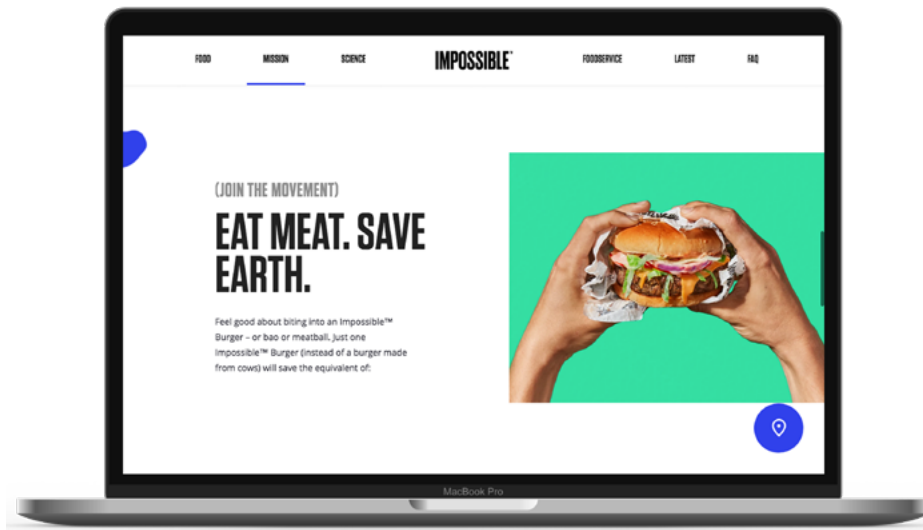 FOOD MISSION SCIENCE IMPOSSIBLE™ FOODSERVICE LATEST FAQ
(JOIN THE MOVEMENT)
EAT MEAT. SAVE
EARTH.
Feel good about biting into an Impossible™
Burger – or bao or meatball. Just one
Impossible™ Burger (instead of a burger made
from cows) will save the equivalent of:
MacBook Pro